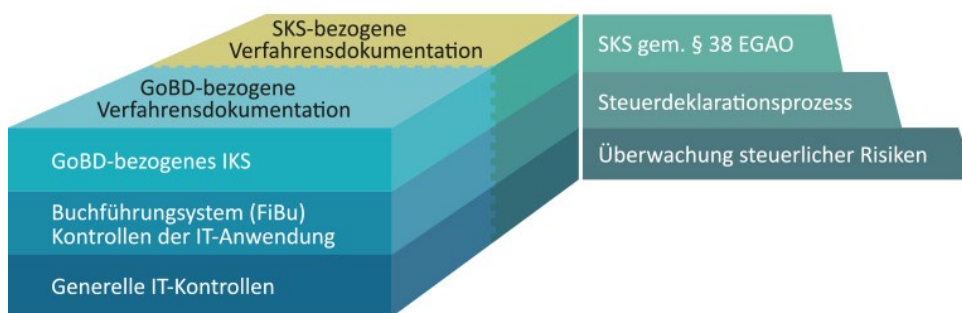 SKS-bezogene
Verfahrensdokumentation
GoBD-bezogene
Verfahrensdokumentation
GoBD-bezogenes IKS
Buchführungsystem (FiBu)
Kontrollen der IT-Anwendung
Generelle IT-Kontrollen
SKS gem. § 38 EGAO
Steuerdeklarationsprozess
Überwachung steuerlicher Risiken